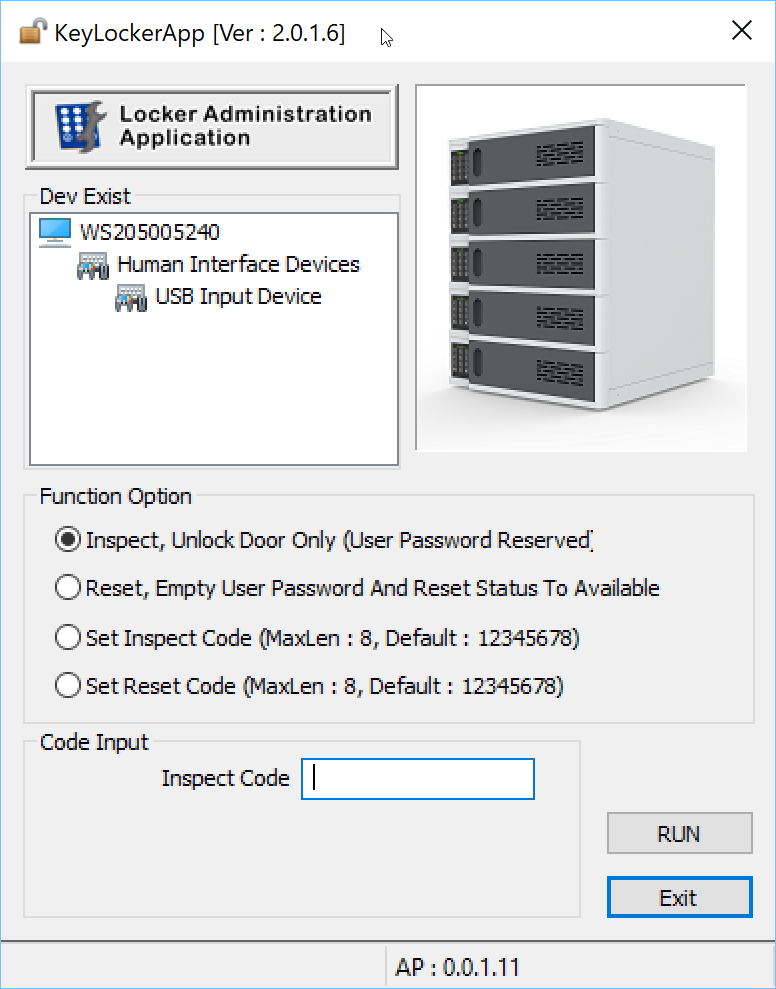 KeyLockerApp [Ver : 2.0.1.6]
Locker Administration
Application
Dev Exist
WS205005240
Human Interface Devices
USB Input Device
Function Option
Inspect, Unlock Door Only (User Password Reserved)
Reset, Empty User Password And Reset Status To Available
Set Inspect Code (MaxLen : 8, Default : 12345678)
Set Reset Code (MaxLen : 8, Default : 12345678)
Code Input
Inspect Code
RUN
Exit
AP : 0.0.1.11